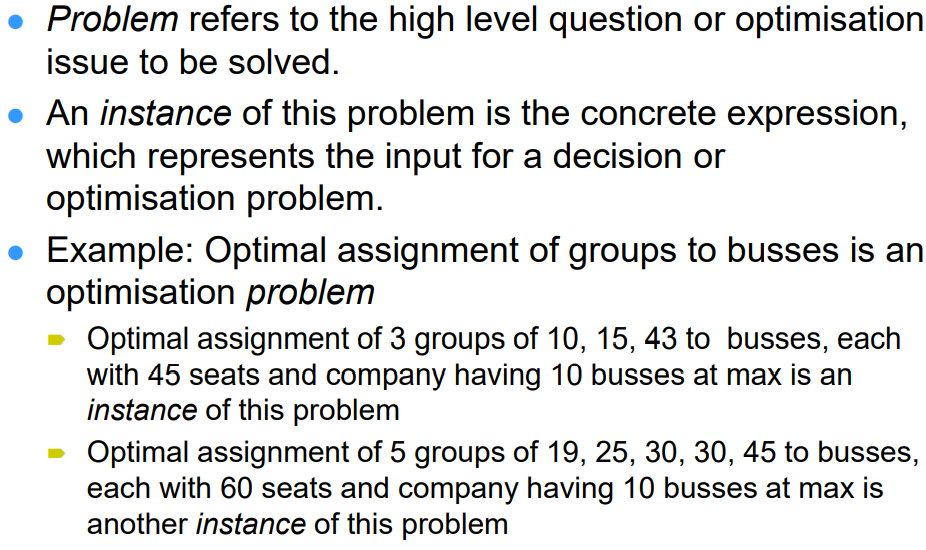 Problem refers to the high level question or optimisation
issue to be solved.
An instance of this problem is the concrete expression,
which represents the input for a decision or
optimisation problem.
Example: Optimal assignment of groups to busses is an
optimisation problem
Optimal assignment of 3 groups of 10, 15, 43 to  busses, each
with 45 seats and company having 10 busses at max is an
instance of this problem
Optimal assignment of 5 groups of 19, 25, 30, 30, 45 to busses,
each with 60 seats and company having 10 busses at max is
another instance of this problem